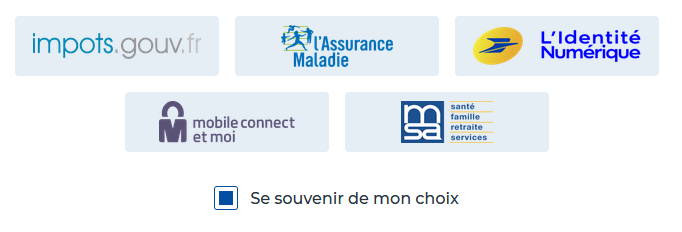 impots.gouv.fr
l'Assurance
Maladie
L'Identité
Numérique
mobile connect
et moi
msa
santé
famille
retraite
services
Se souvenir de mon choix